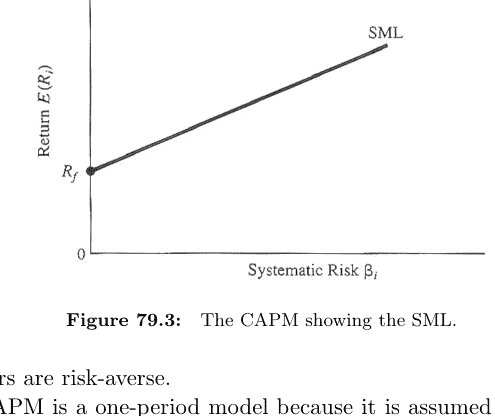 SML
Return E(R_i)
R_f
0
Systematic Risk β_i
Figure 79.3: The CAPM showing the SML.
rs are risk-averse.
APM is a one-period model because it is assumed